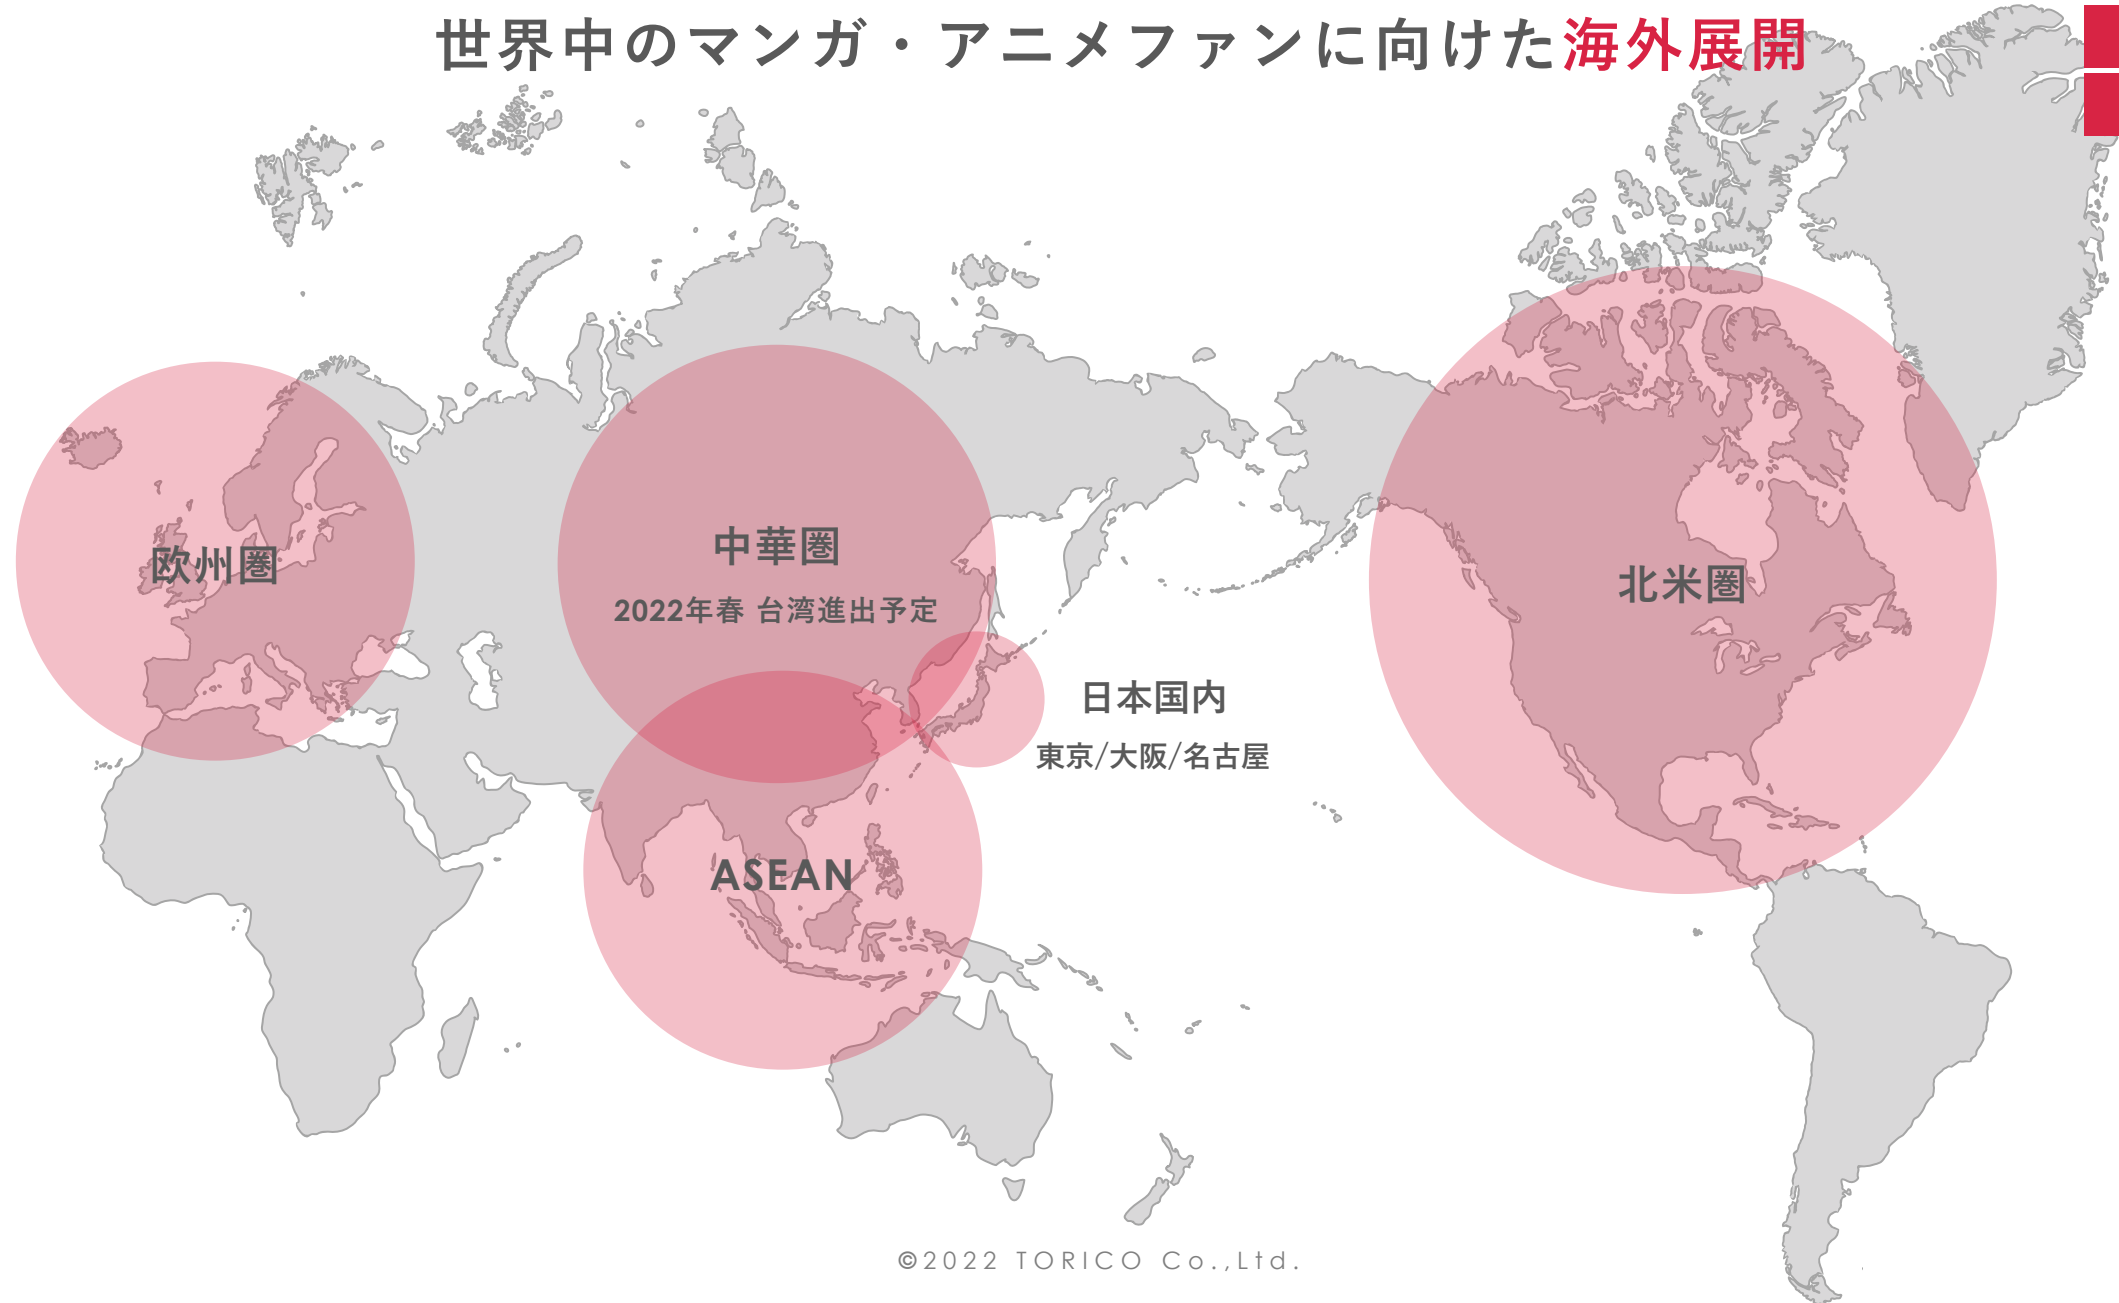 世界中のマンガ・アニメファンに向けた海外展開
欧州圏
中華圏
2022年春 台湾進出予定
北米圏
日本国内
東京/大阪/名古屋
ASEAN
©2022 TORICO Co.,Ltd.